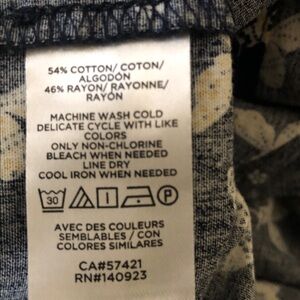 54% COTTON/ COTON/
ALGODÓN
46% RAYON/ RAYONNE/
RAYÓN
MACHINE WASH COLD
DELICATE CYCLE WITH LIKE
COLORS
ONLY NON-CHLORINE
BLEACH WHEN NEEDED
LINE DRY
COOL IRON WHEN NEEDED
30 P
AVEC DES COULEURS
SEMBLABLES / CON
COLORES SIMILARES
CA#57421
RN#140923